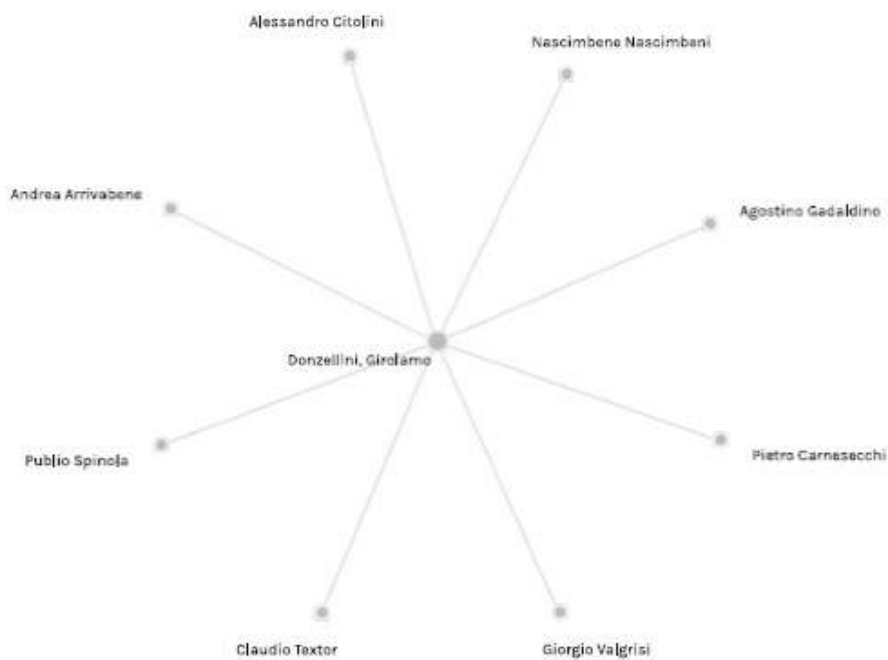 Alessandro Citolini
Nascimbene Nascimbeni
Andrea Arrivabene
Agostino Gadaldino
Donzellini, Girolamo
Publio Spinola
Pietro Carnesecchi
Claudio Textor
Giorgio Valgrisi